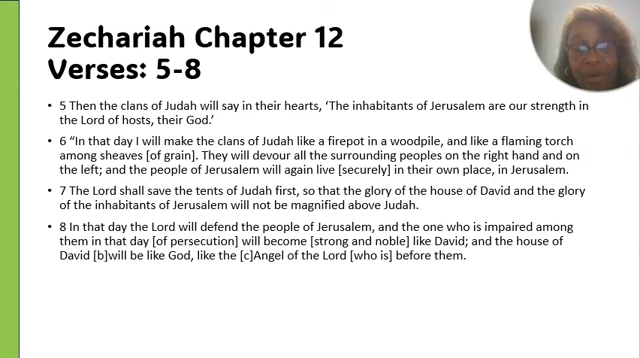 Zechariah Chapter 12
Verses: 5-8
• 5 Then the clans of Judah will say in their hearts, ‘The inhabitants of Jerusalem are our strength in
the Lord of hosts, their God.’
• 6 “In that day I will make the clans of Judah like a firepot in a woodpile, and like a flaming torch
among sheaves [of grain]. They will devour all the surrounding peoples on the right hand and on
the left; and the people of Jerusalem will again live [securely] in their own place, in Jerusalem.
• 7 The Lord shall save the tents of Judah first, so that the glory of the house of David and the glory
of the inhabitants of Jerusalem will not be magnified above Judah.
• 8 In that day the Lord will defend the people of Jerusalem, and the one who is impaired among
them in that day [of persecution] will become [strong and noble] like David; and the house of
David [b]will be like God, like the [c]Angel of the Lord [who is] before them.